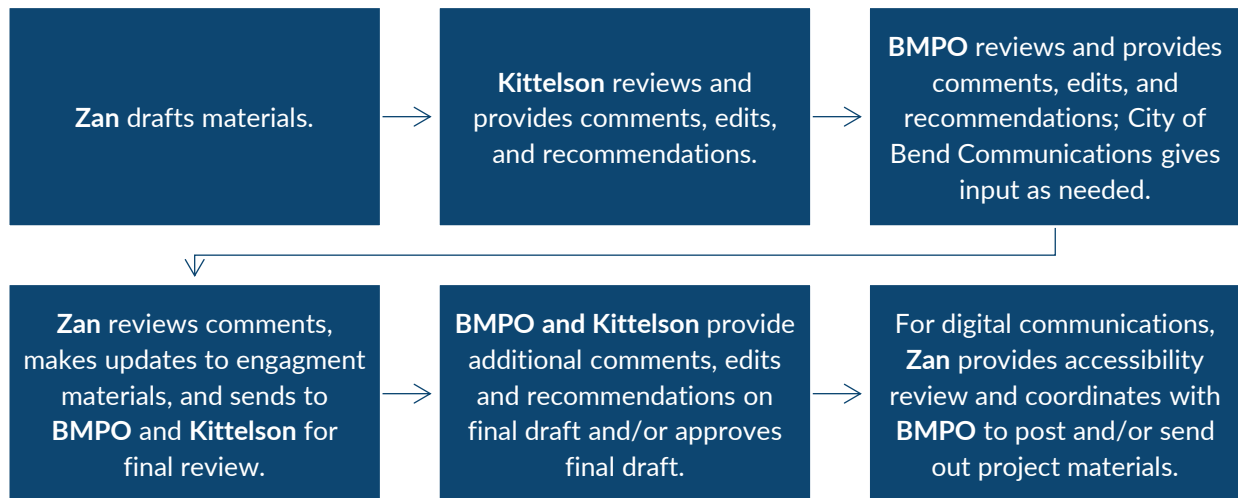 Zan drafts materials.
Kittelson reviews and
provides comments, edits,
and recommendations.
BMPO reviews and provides
comments, edits, and
recommendations; City of
Bend Communications gives
input as needed.
Zan reviews comments,
makes updates to engagment
materials, and sends to
BMPO and Kittelson for
final review.
BMPO and Kittelson provide
additional comments, edits
and recommendations on
final draft and/or approves
final draft.
For digital communications,
Zan provides accessibility
review and coordinates with
BMPO to post and/or send
out project materials.